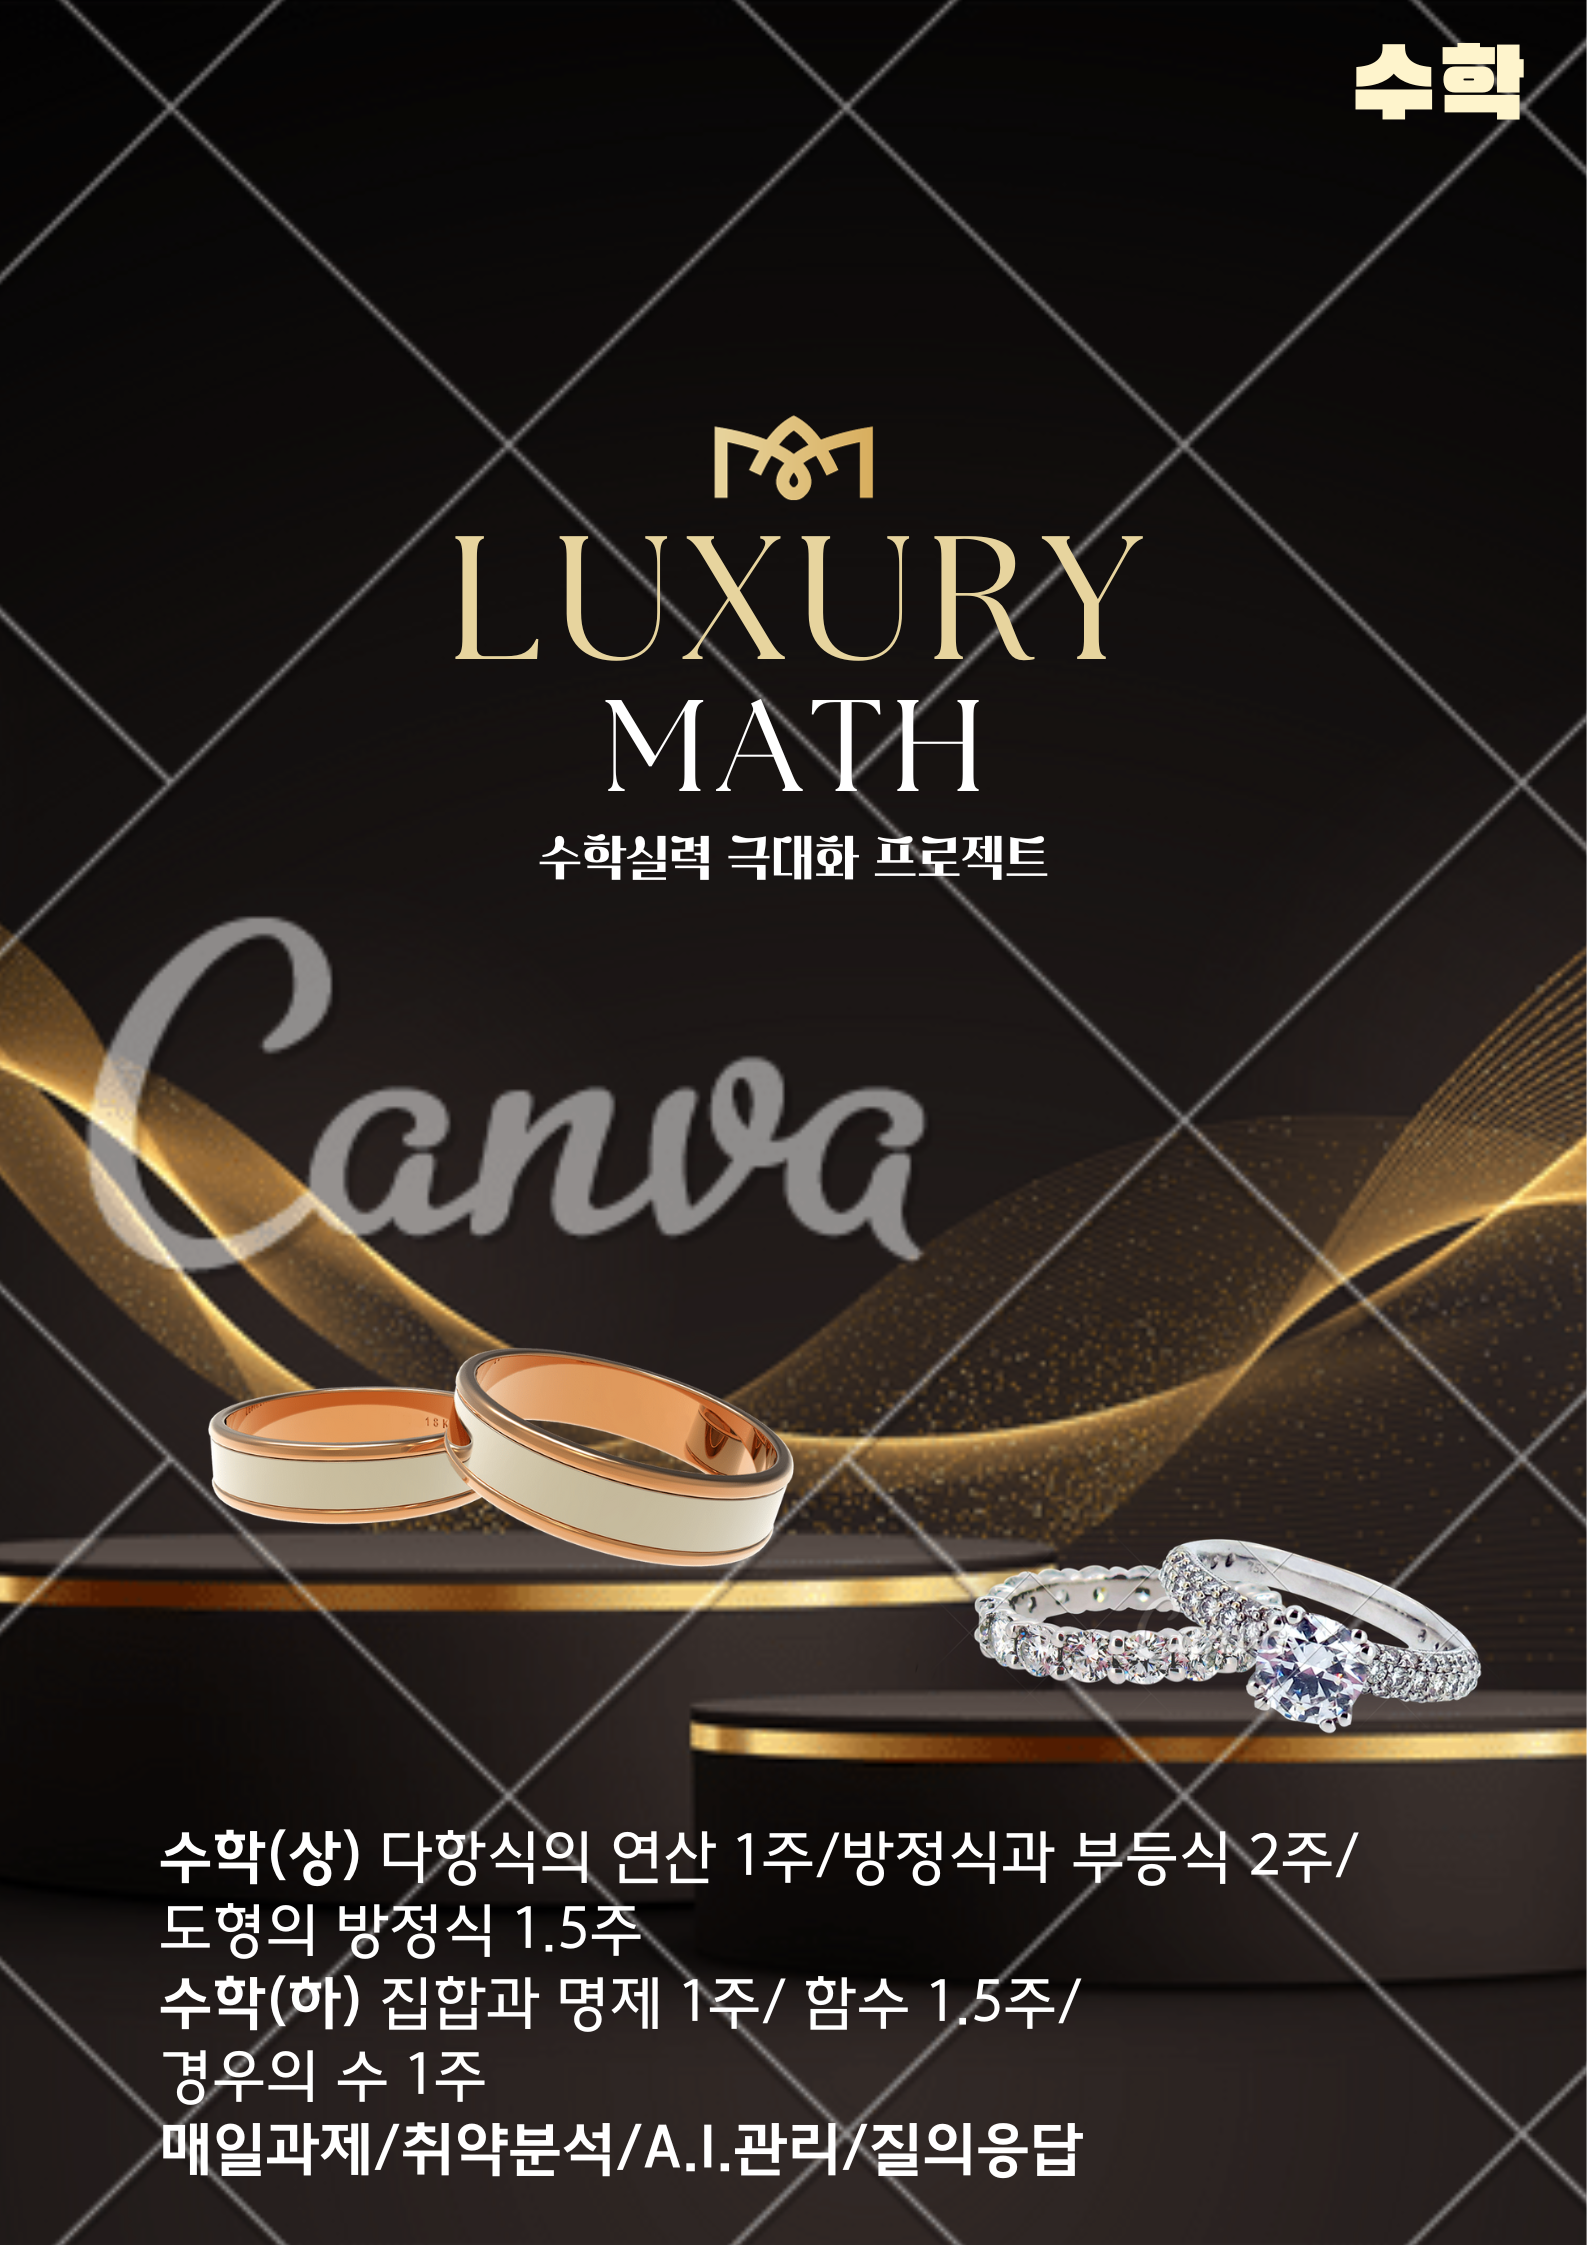 수학
LUXURY
MATH
수학실력 극대화 프로젝트
Canva
18K
750
수학(상) 다항식의 연산 1주/방정식과 부등식 2주/
도형의 방정식 1.5주
수학(하) 집합과 명제 1주/ 함수 1.5주/
경우의 수 1주
매일과제/취약분석/A.I.관리/질의응답